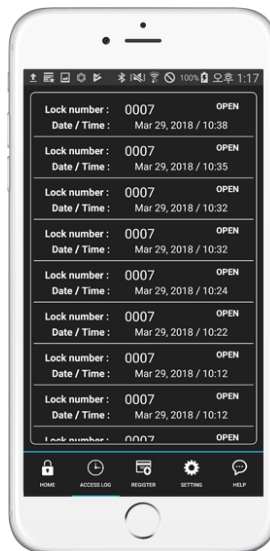 100% 오후 1:17
Lock number : 0007 OPEN
Date / Time : Mar 29, 2018 / 10:38
Lock number : 0007 OPEN
Date / Time : Mar 29, 2018 / 10:35
Lock number : 0007 OPEN
Date / Time : Mar 29, 2018 / 10:32
Lock number : 0007 OPEN
Date / Time : Mar 29, 2018 / 10:32
Lock number : 0007 OPEN
Date / Time : Mar 29, 2018 / 10:24
Lock number : 0007 OPEN
Date / Time : Mar 29, 2018 / 10:22
Lock number : 0007 OPEN
Date / Time : Mar 29, 2018 / 10:12
Lock number : 0007 OPEN
Date / Time : Mar 29, 2018 / 10:12
Lock number : 0007 OPEN
HOME ACCESS LOG REGISTER SETTING HELP